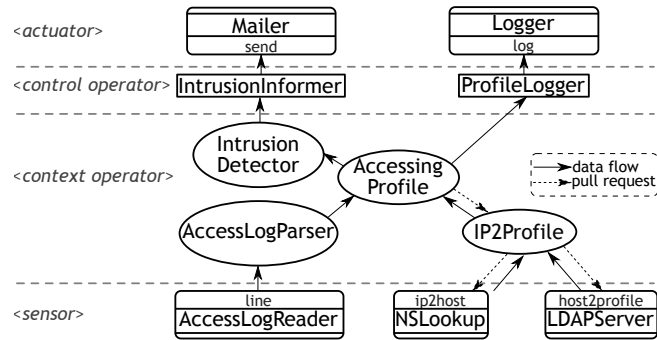 <actuator>
Mailer
send
Logger
log
<control operator>
IntrusionInformer
ProfileLogger
<context operator>
Intrusion
Detector
Accessing
Profile
data flow
pull request
AccessLogParser
IP2Profile
<sensor>
line
AccessLogReader
ip2host
NSLookup
host2profile
LDAPServer